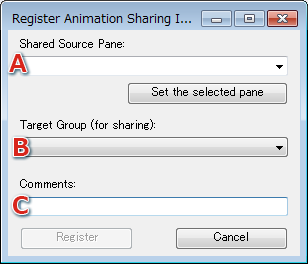 Register Animation Sharing I...
Shared Source Pane:
A
Set the selected pane
Target Group (for sharing):
B
Comments:
C
Register
Cancel